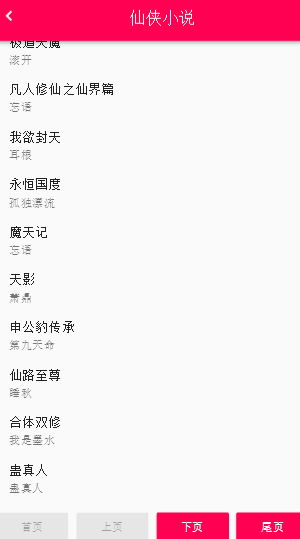 仙侠小说
极道天魔
滚开
凡人修仙之仙界篇
忘语
我欲封天
耳根
永恒国度
孤独漂流
魔天记
忘语
天影
萧鼎
申公豹传承
第九天命
仙路至尊
睡秋
合体双修
我是墨水
蛊真人
蛊真人
首页 上页 下页 尾页